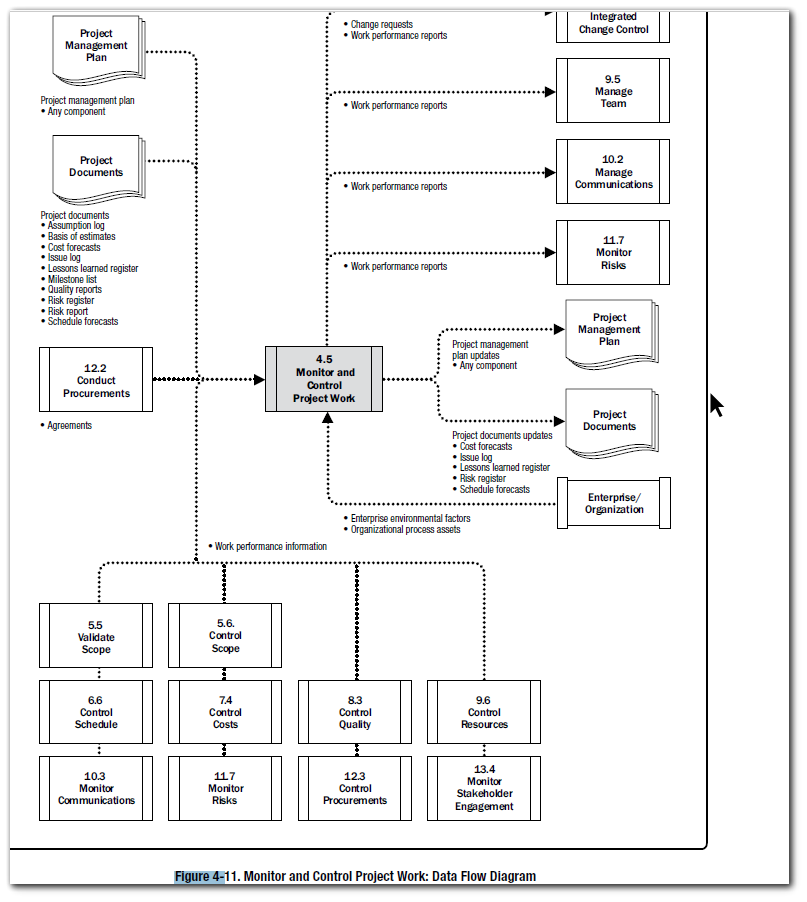 Project
Management
Plan
Project management plan
• Any component
Project
Documents
Project documents
• Assumption log
• Basis of estimates
• Cost forecasts
• Issue log
• Lessons learned register
• Milestone list
• Quality reports
• Risk register
• Risk report
• Schedule forecasts
12.2
Conduct
Procurements
• Agreements
• Change requests
• Work performance reports
Integrated
Change Control
• Work performance reports
9.5
Manage
Team
• Work performance reports
10.2
Manage
Communications
• Work performance reports
11.7
Monitor
Risks
4.5
Monitor and
Control
Project Work
Project management
plan updates
• Any component
Project
Management
Plan
Project documents updates
• Cost forecasts
• Issue log
• Lessons learned register
• Risk register
• Schedule forecasts
Project
Documents
Enterprise/
Organization
• Enterprise environmental factors
• Organizational process assets
• Work performance information
5.5
Validate
Scope
5.6.
Control
Scope
6.6
Control
Schedule
7.4
Control
Costs
8.3
Control
Quality
9.6
Control
Resources
10.3
Monitor
Communications
11.7
Monitor
Risks
12.3
Control
Procurements
13.4
Monitor
Stakeholder
Engagement
Figure 4-11. Monitor and Control Project Work: Data Flow Diagram